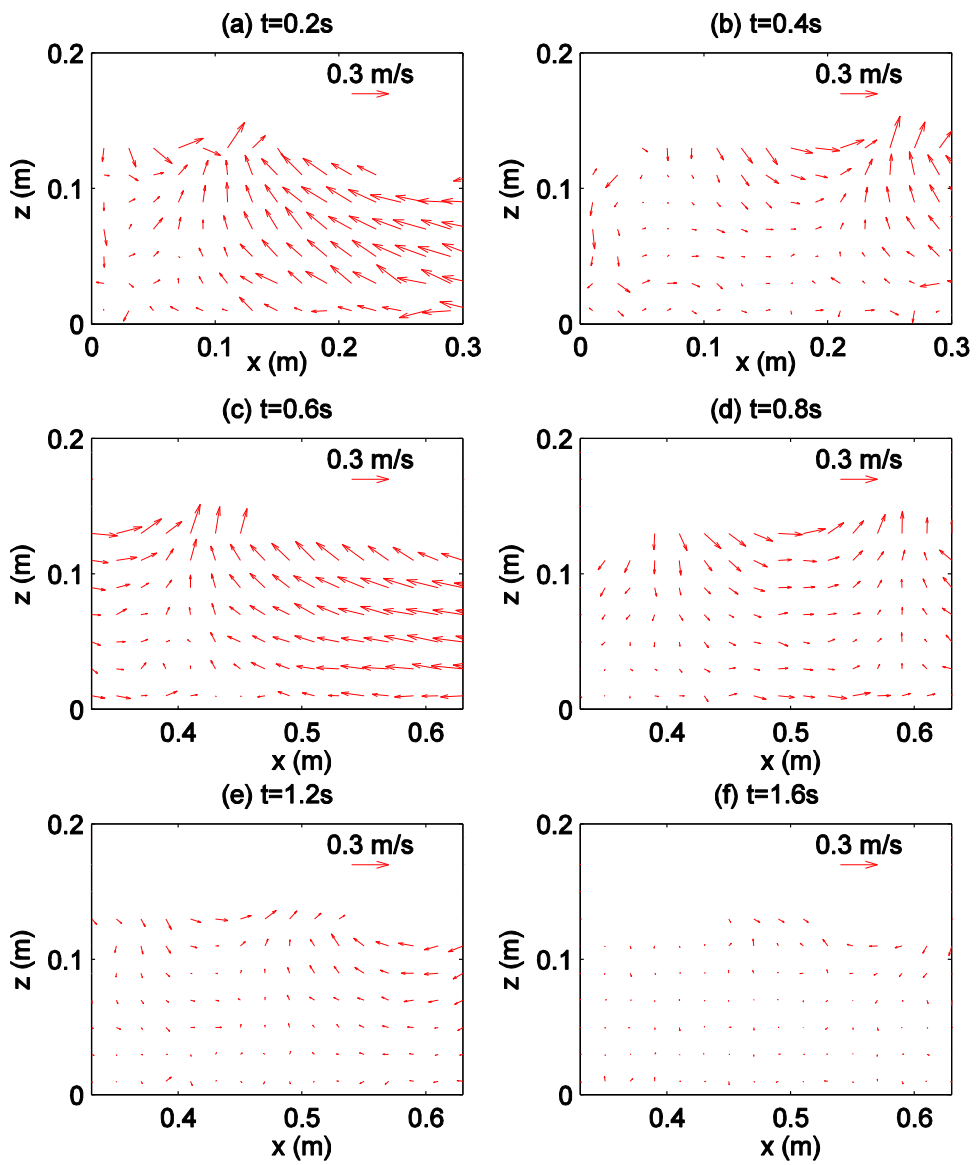 (a) t=0.2s
0.2
0.3 m/s
z (m)
0.1
0
0
0.1
0.2
0.3
x (m)
(b) t=0.4s
0.2
0.3 m/s
z (m)
0.1
0
0
0.1
0.2
0.3
x (m)
(c) t=0.6s
0.2
0.3 m/s
z (m)
0.1
0
0.4
0.5
0.6
x (m)
(d) t=0.8s
0.2
0.3 m/s
z (m)
0.1
0
0.4
0.5
0.6
x (m)
(e) t=1.2s
0.2
0.3 m/s
z (m)
0.1
0
0.4
0.5
0.6
x (m)
(f) t=1.6s
0.2
0.3 m/s
z (m)
0.1
0
0.4
0.5
0.6
x (m)